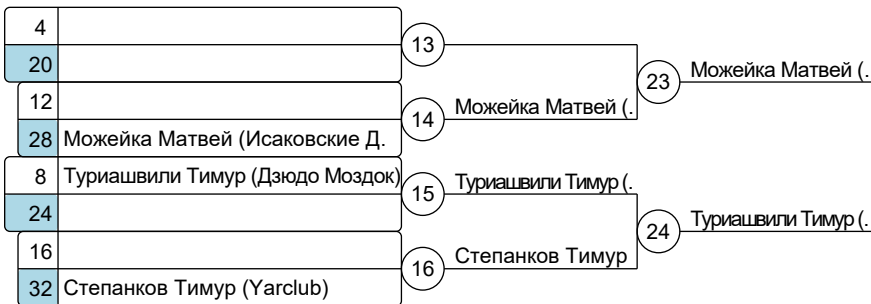 4
13
20
23 Можейка Матвей (.
12
14 Можейка Матвей (.
28 Можейка Матвей (Исаковские Д.
8 Туриашвили Тимур (Дзюдо Моздок)
15 Туриашвили Тимур (.
24
24 Туриашвили Тимур (.
16
16 Степанков Тимур
32 Степанков Тимур (Yarclub)